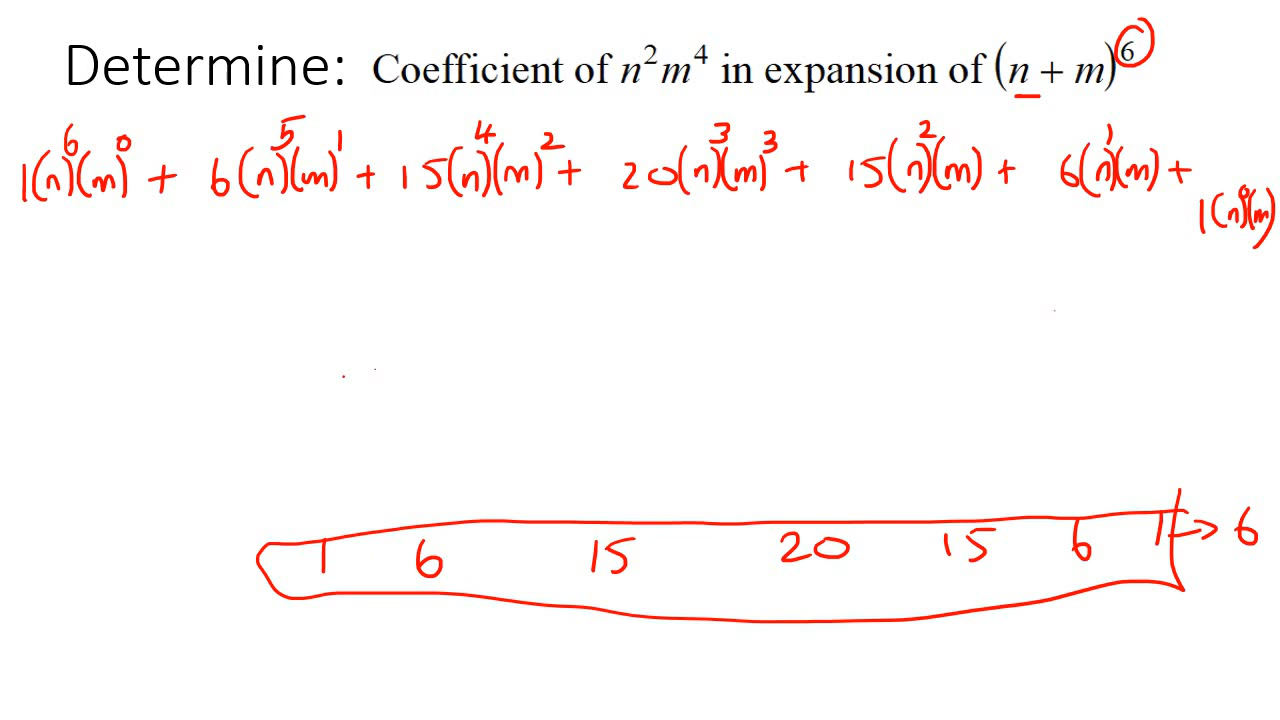 Determine: Coefficient of n²m⁴ in expansion of (n + m)⁶
1(n)⁶(m)⁰ + 6(n)⁵(m)¹ + 15(n)⁴(m)² + 20(n)³(m)³ + 15(n)²(m) + 6(n)¹(m) +
1(n)⁰(m)
1 6 15 20 15 6 1 → 6